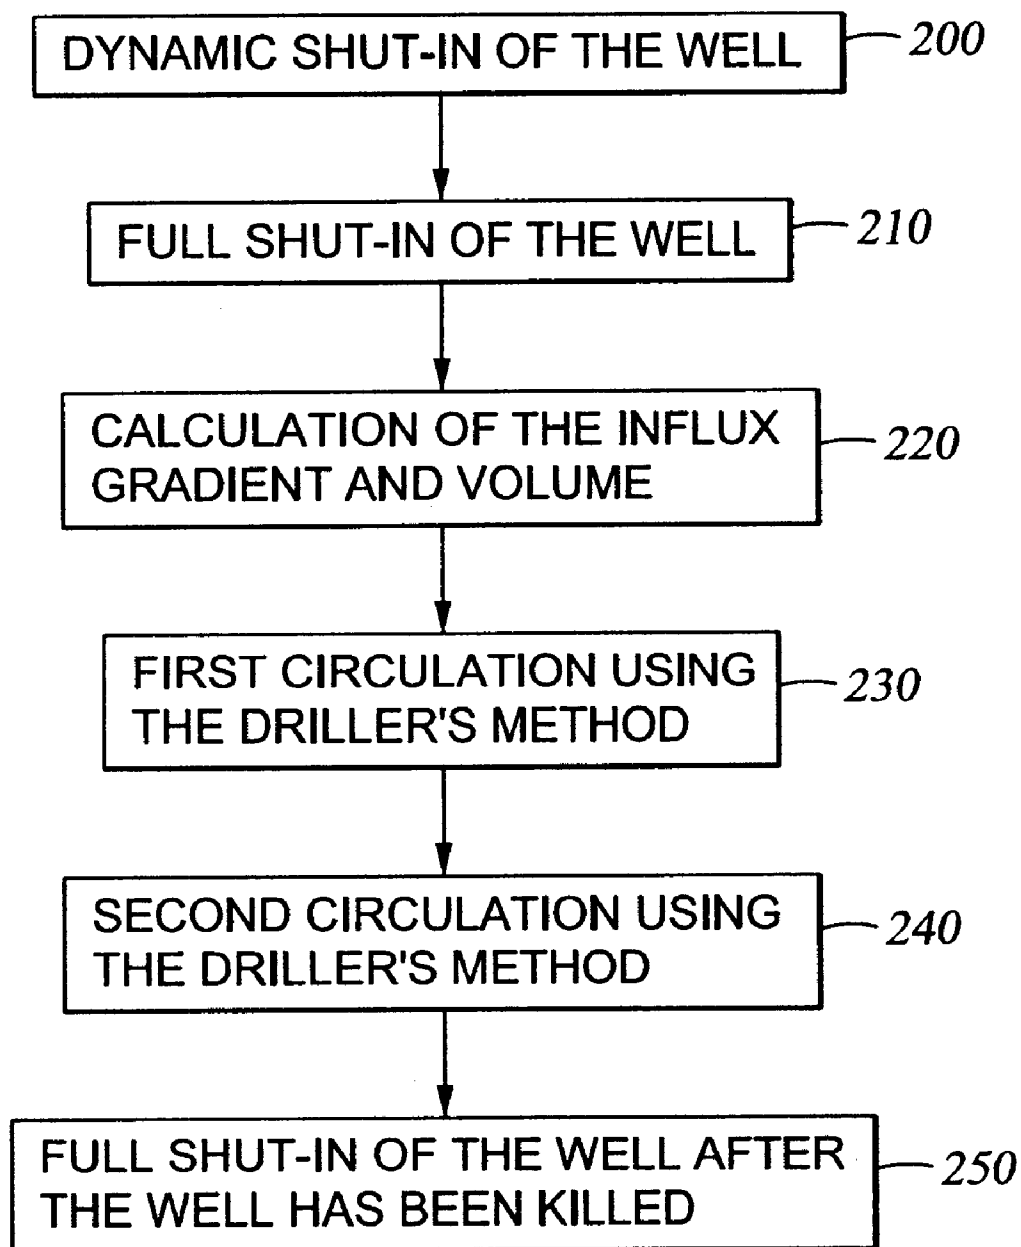 DYNAMIC SHUT-IN OF THE WELL 200
FULL SHUT-IN OF THE WELL 210
CALCULATION OF THE INFLUX
GRADIENT AND VOLUME 220
FIRST CIRCULATION USING
THE DRILLER'S METHOD 230
SECOND CIRCULATION USING
THE DRILLER'S METHOD 240
FULL SHUT-IN OF THE WELL AFTER
THE WELL HAS BEEN KILLED 250